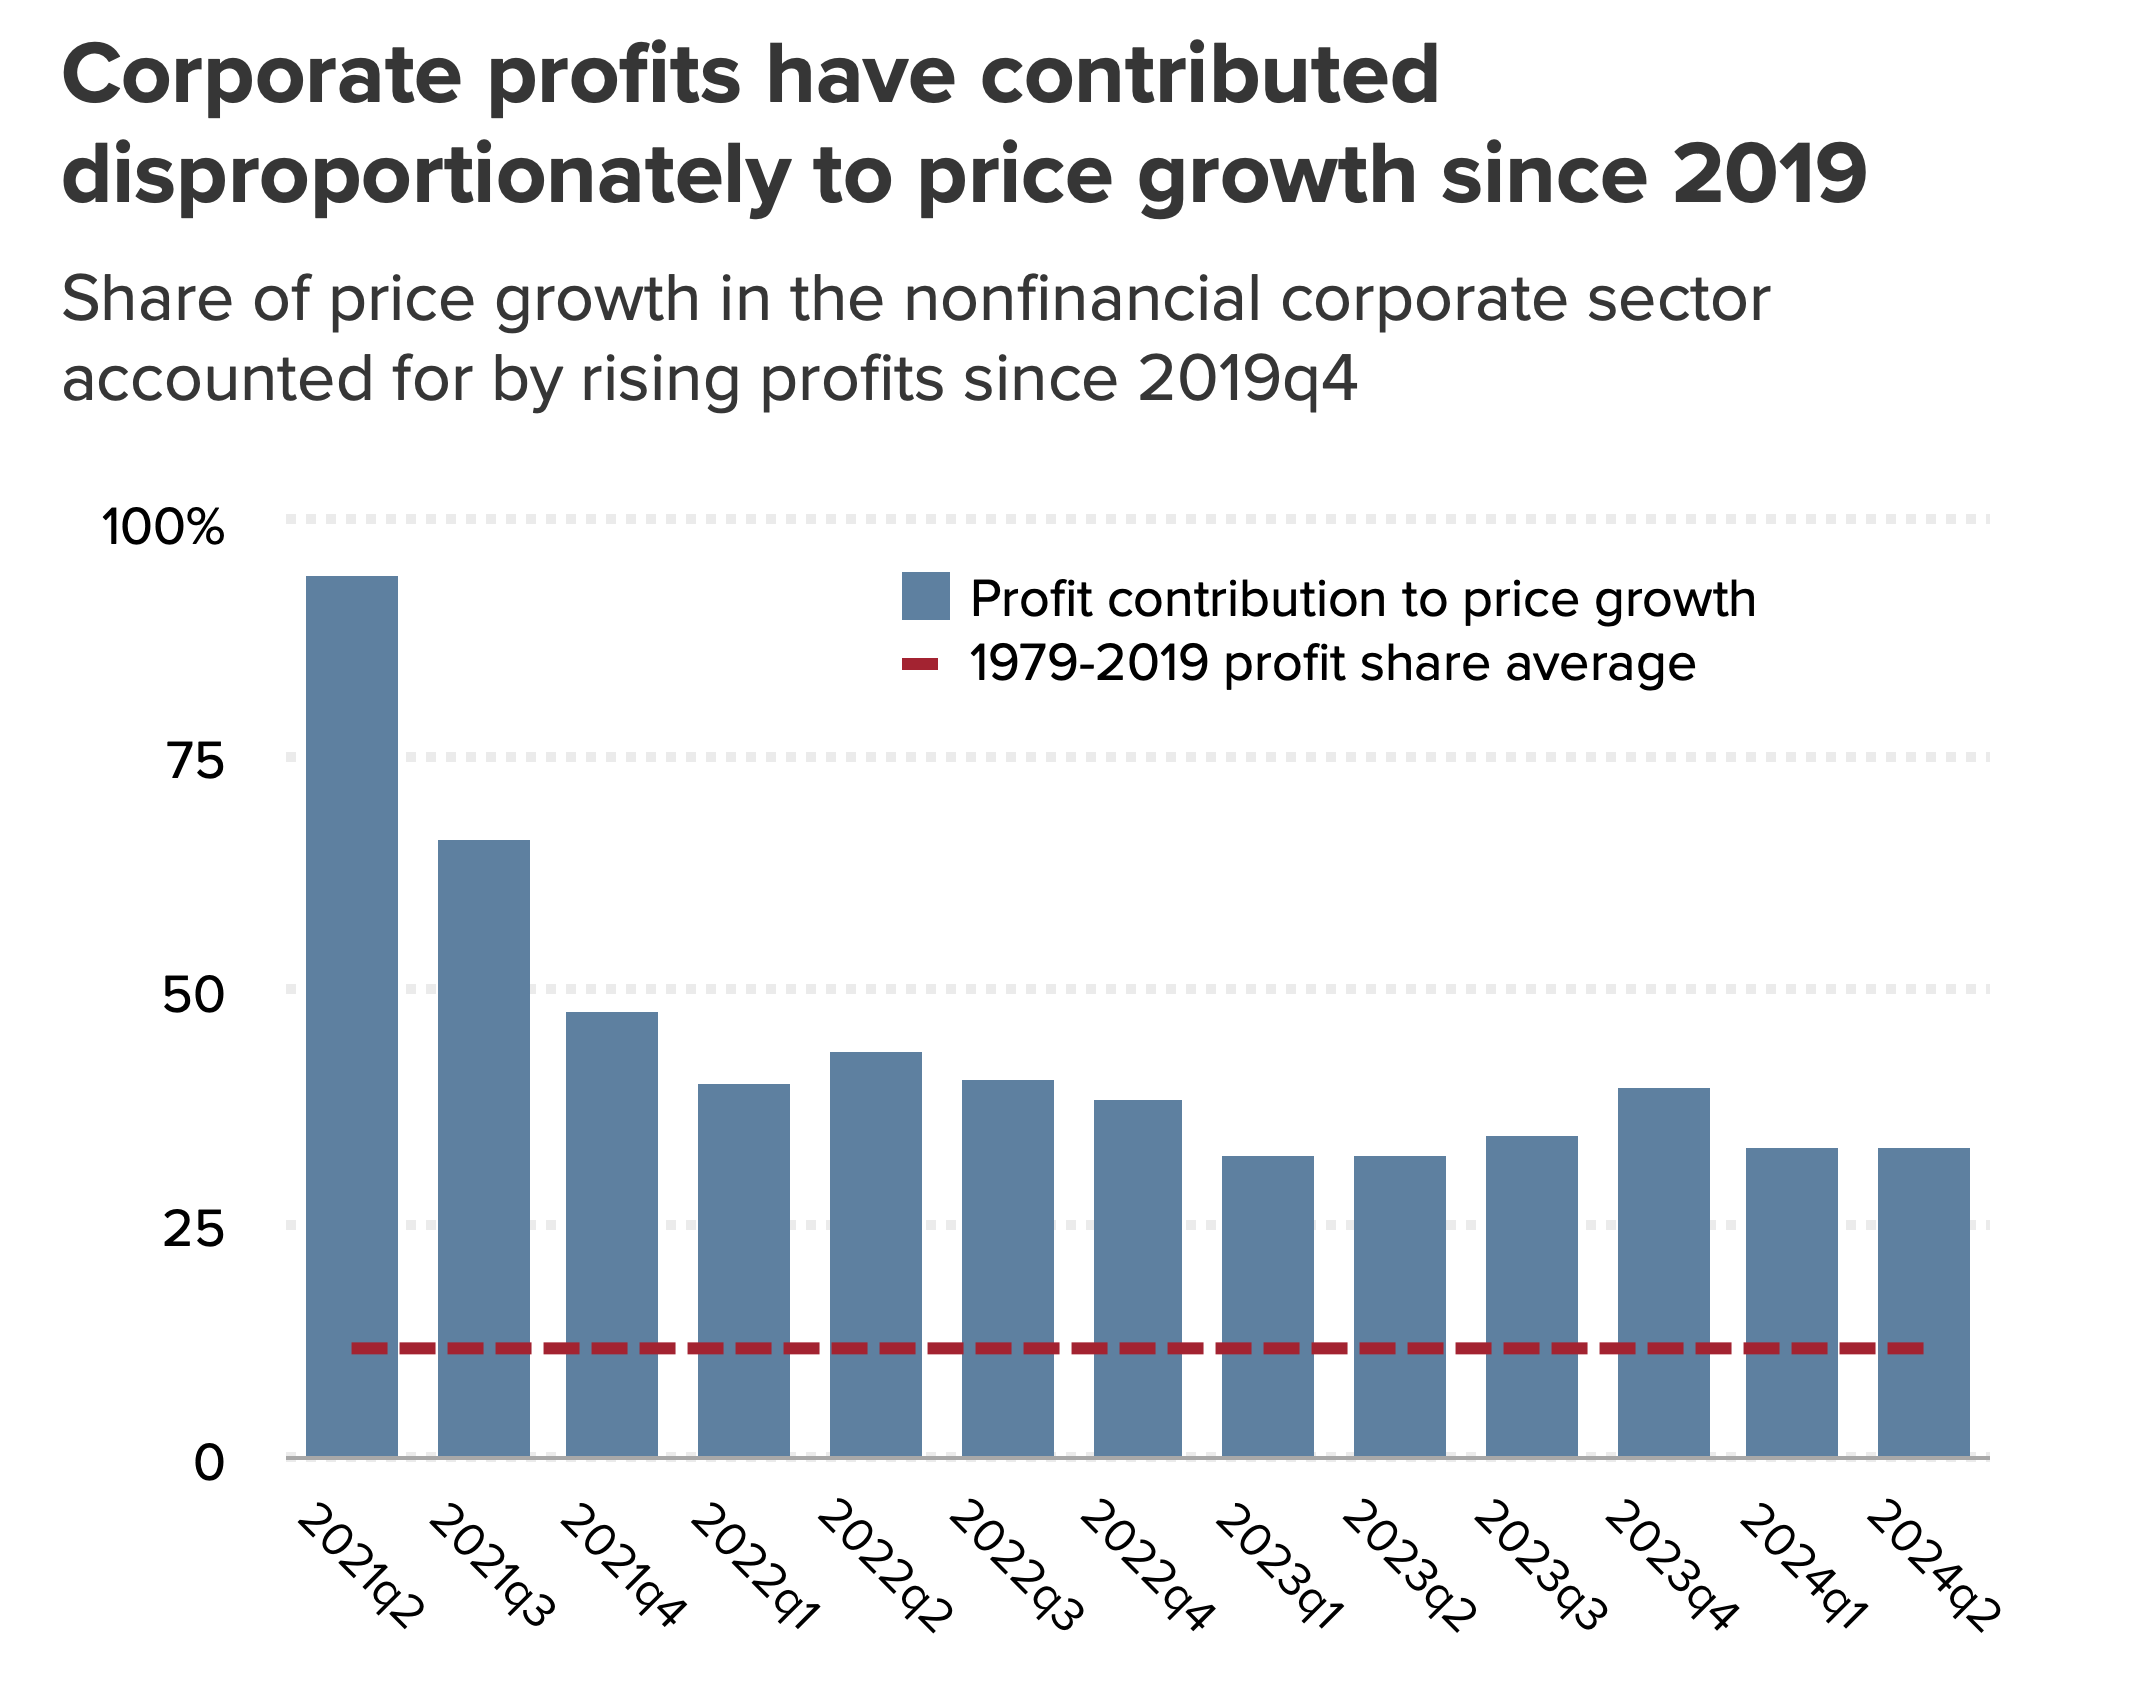 Corporate profits have contributed
disproportionately to price growth since 2019
Share of price growth in the nonfinancial corporate sector
accounted for by rising profits since 2019q4
100%
Profit contribution to price growth
1979-2019 profit share average
75
50
25
0
2021q2
2021q3
2021q4
2022q1
2022q2
2022q3
2022q4
2023q1
2023q2
2023q3
2023q4
2024q1
2024q2